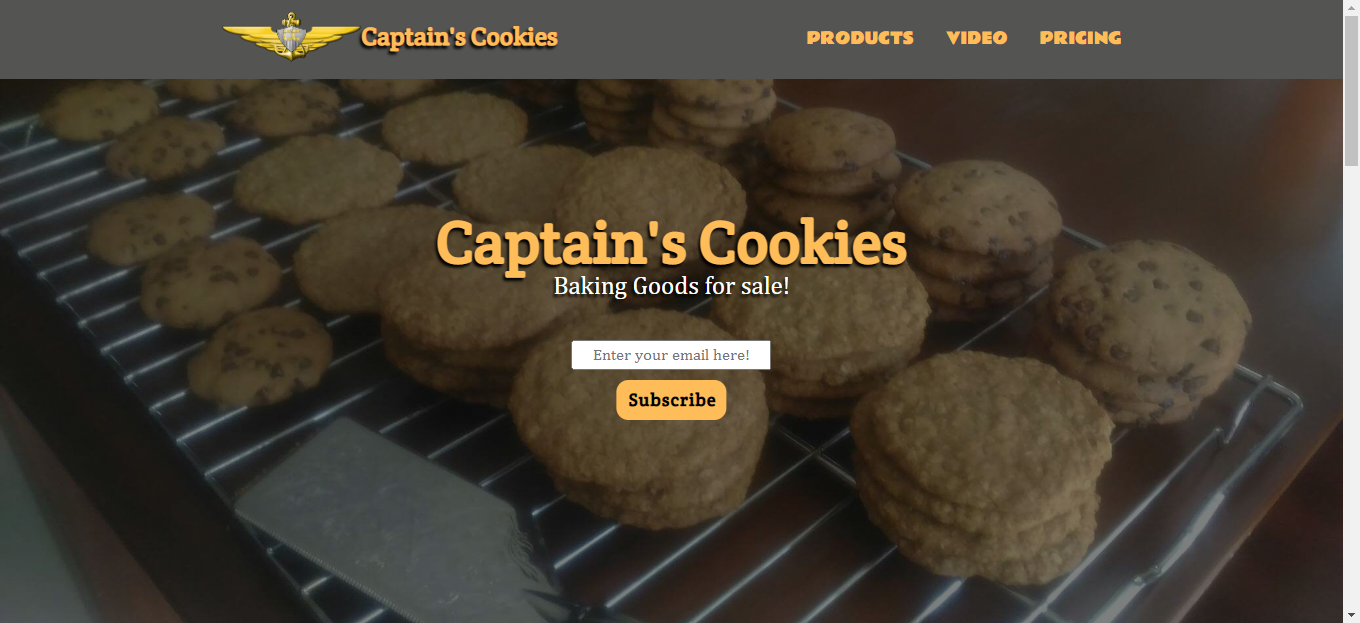 Captain's Cookies
PRODUCTS VIDEO PRICING
Captain's Cookies
Baking Goods for sale!
Enter your email here!
Subscribe